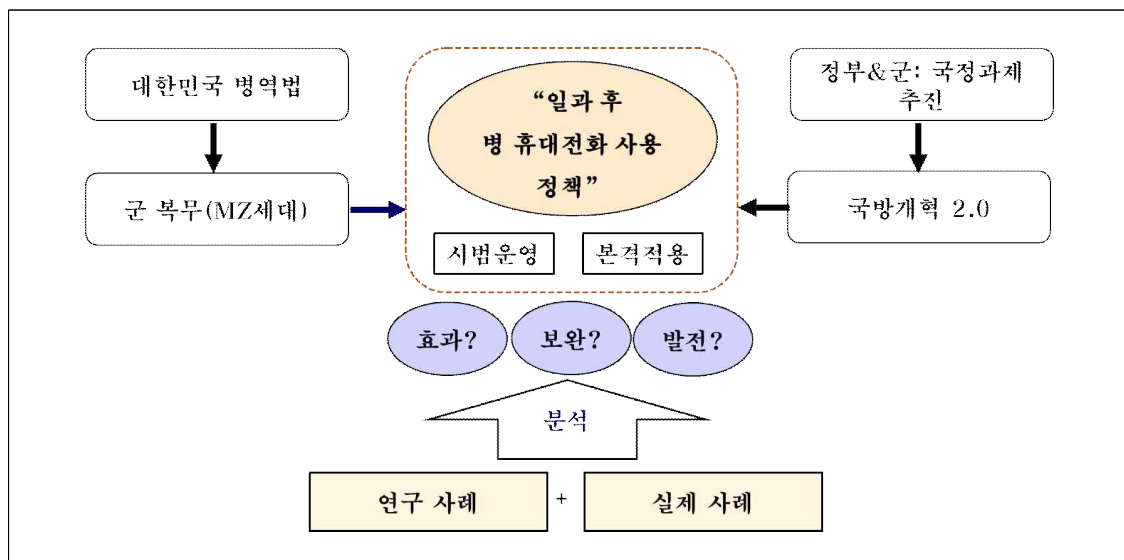 대한민국 병역법
군 복무(MZ세대)
“일과 후
병 휴대전화 사용
정책”
시범운영
본격적용
정부&군: 국정과제
추진
국방개혁 2.0
효과?
보완?
발전?
분석
연구 사례
+
실제 사례